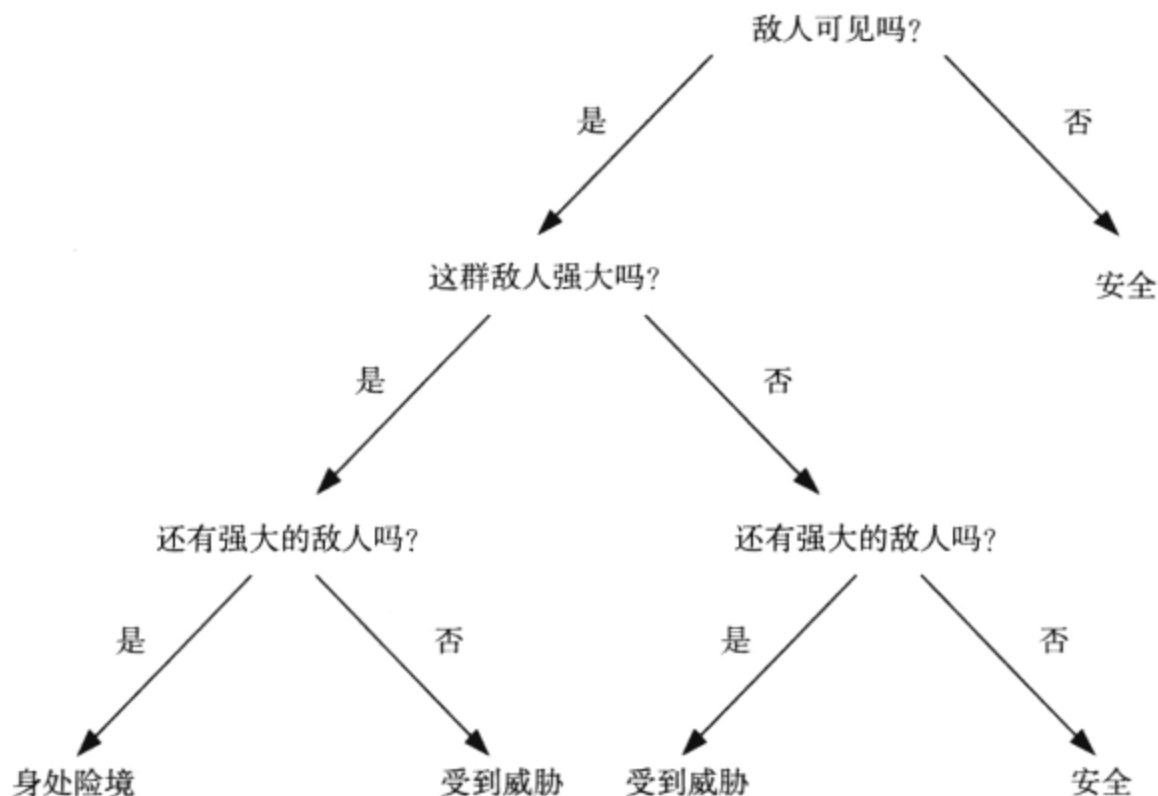 敌人可见吗?
是
否
这群敌人强大吗?
安全
是
否
还有强大的敌人吗?
还有强大的敌人吗?
是
否
是
否
身处险境
受到威胁
受到威胁
安全